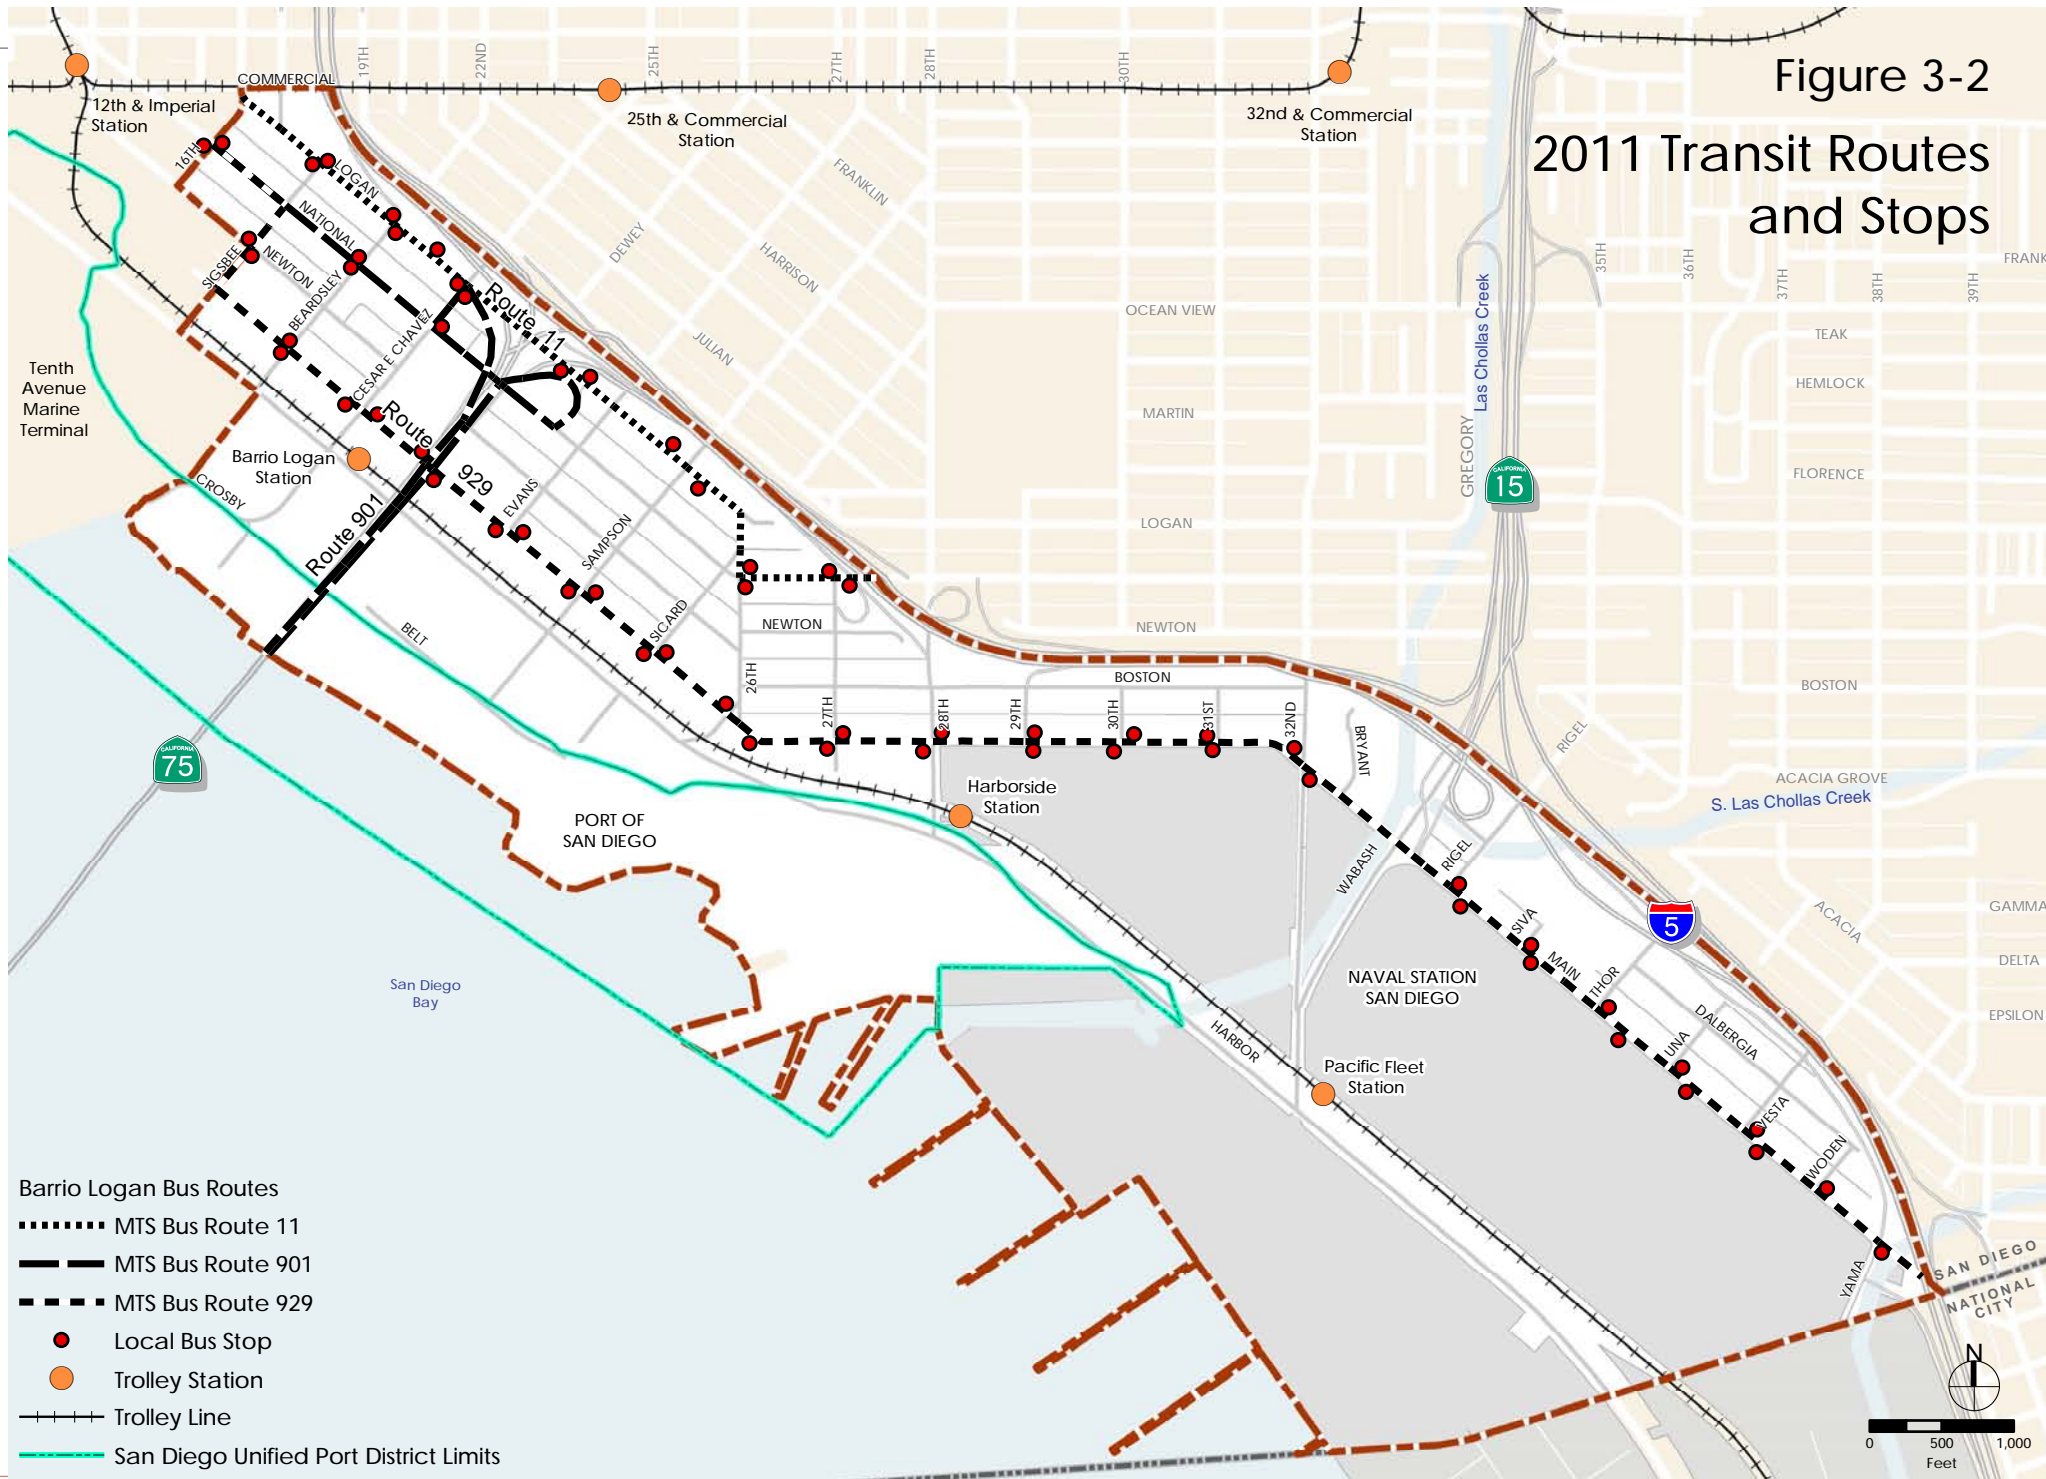 Figure 3-2
2011 Transit Routes
and Stops
COMMERCIAL
19TH
22ND
25TH
27TH
28TH
30TH
12th & Imperial
Station
25th & Commercial
Station
32nd & Commercial
Station
16TH
LOGAN
NATIONAL
SIGSBEE
NEWTON
BEARDSLEY
CESAR E CHAVEZ
FRANKLIN
DEWEY
HARRISON
JULIAN
OCEAN VIEW
MARTIN
LOGAN
NEWTON
35TH
36TH
37TH
38TH
39TH
FRANK
TEAK
HEMLOCK
FLORENCE
BOSTON
GREGORY
Las Chollas Creek
CALIFORNIA
15
Route 11
Route
929
Route 901
Tenth
Avenue
Marine
Terminal
Barrio Logan
Station
CROSBY
EVANS
SAMPSON
SICARD
BELT
NEWTON
26TH
27TH
28TH
29TH
30TH
31ST
32ND
BOSTON
BRYANT
RIGEL
ACACIA GROVE
S. Las Chollas Creek
CALIFORNIA
75
Harborside
Station
PORT OF
SAN DIEGO
WABASH
RIGEL
SIVA
MAIN
THOR
UNA
DALBERGIA
VESTA
WODEN
YAMA
5
ACACIA
GAMMA
DELTA
EPSILON
NAVAL STATION
SAN DIEGO
San Diego
Bay
HARBOR
Pacific Fleet
Station
SAN DIEGO
NATIONAL
CITY
Barrio Logan Bus Routes
MTS Bus Route 11
MTS Bus Route 901
MTS Bus Route 929
Local Bus Stop
Trolley Station
Trolley Line
San Diego Unified Port District Limits
N
0 500 1,000
Feet